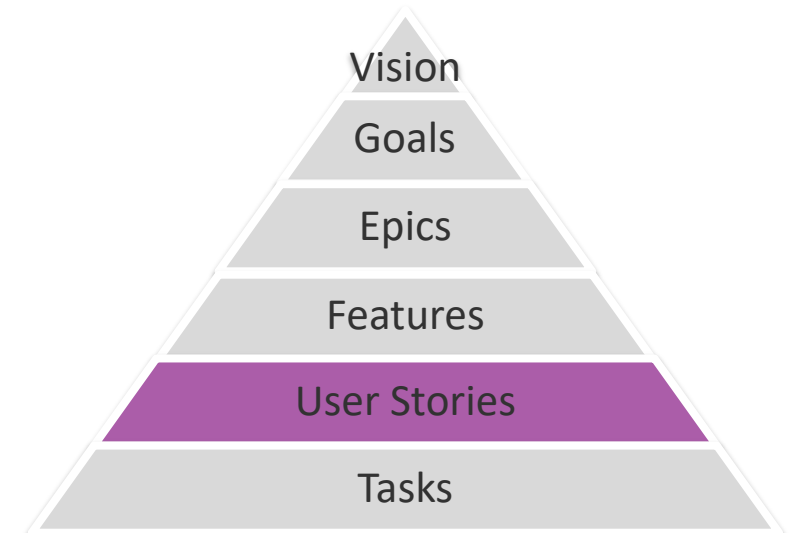 Vision
Goals
Epics
Features
User Stories
Tasks